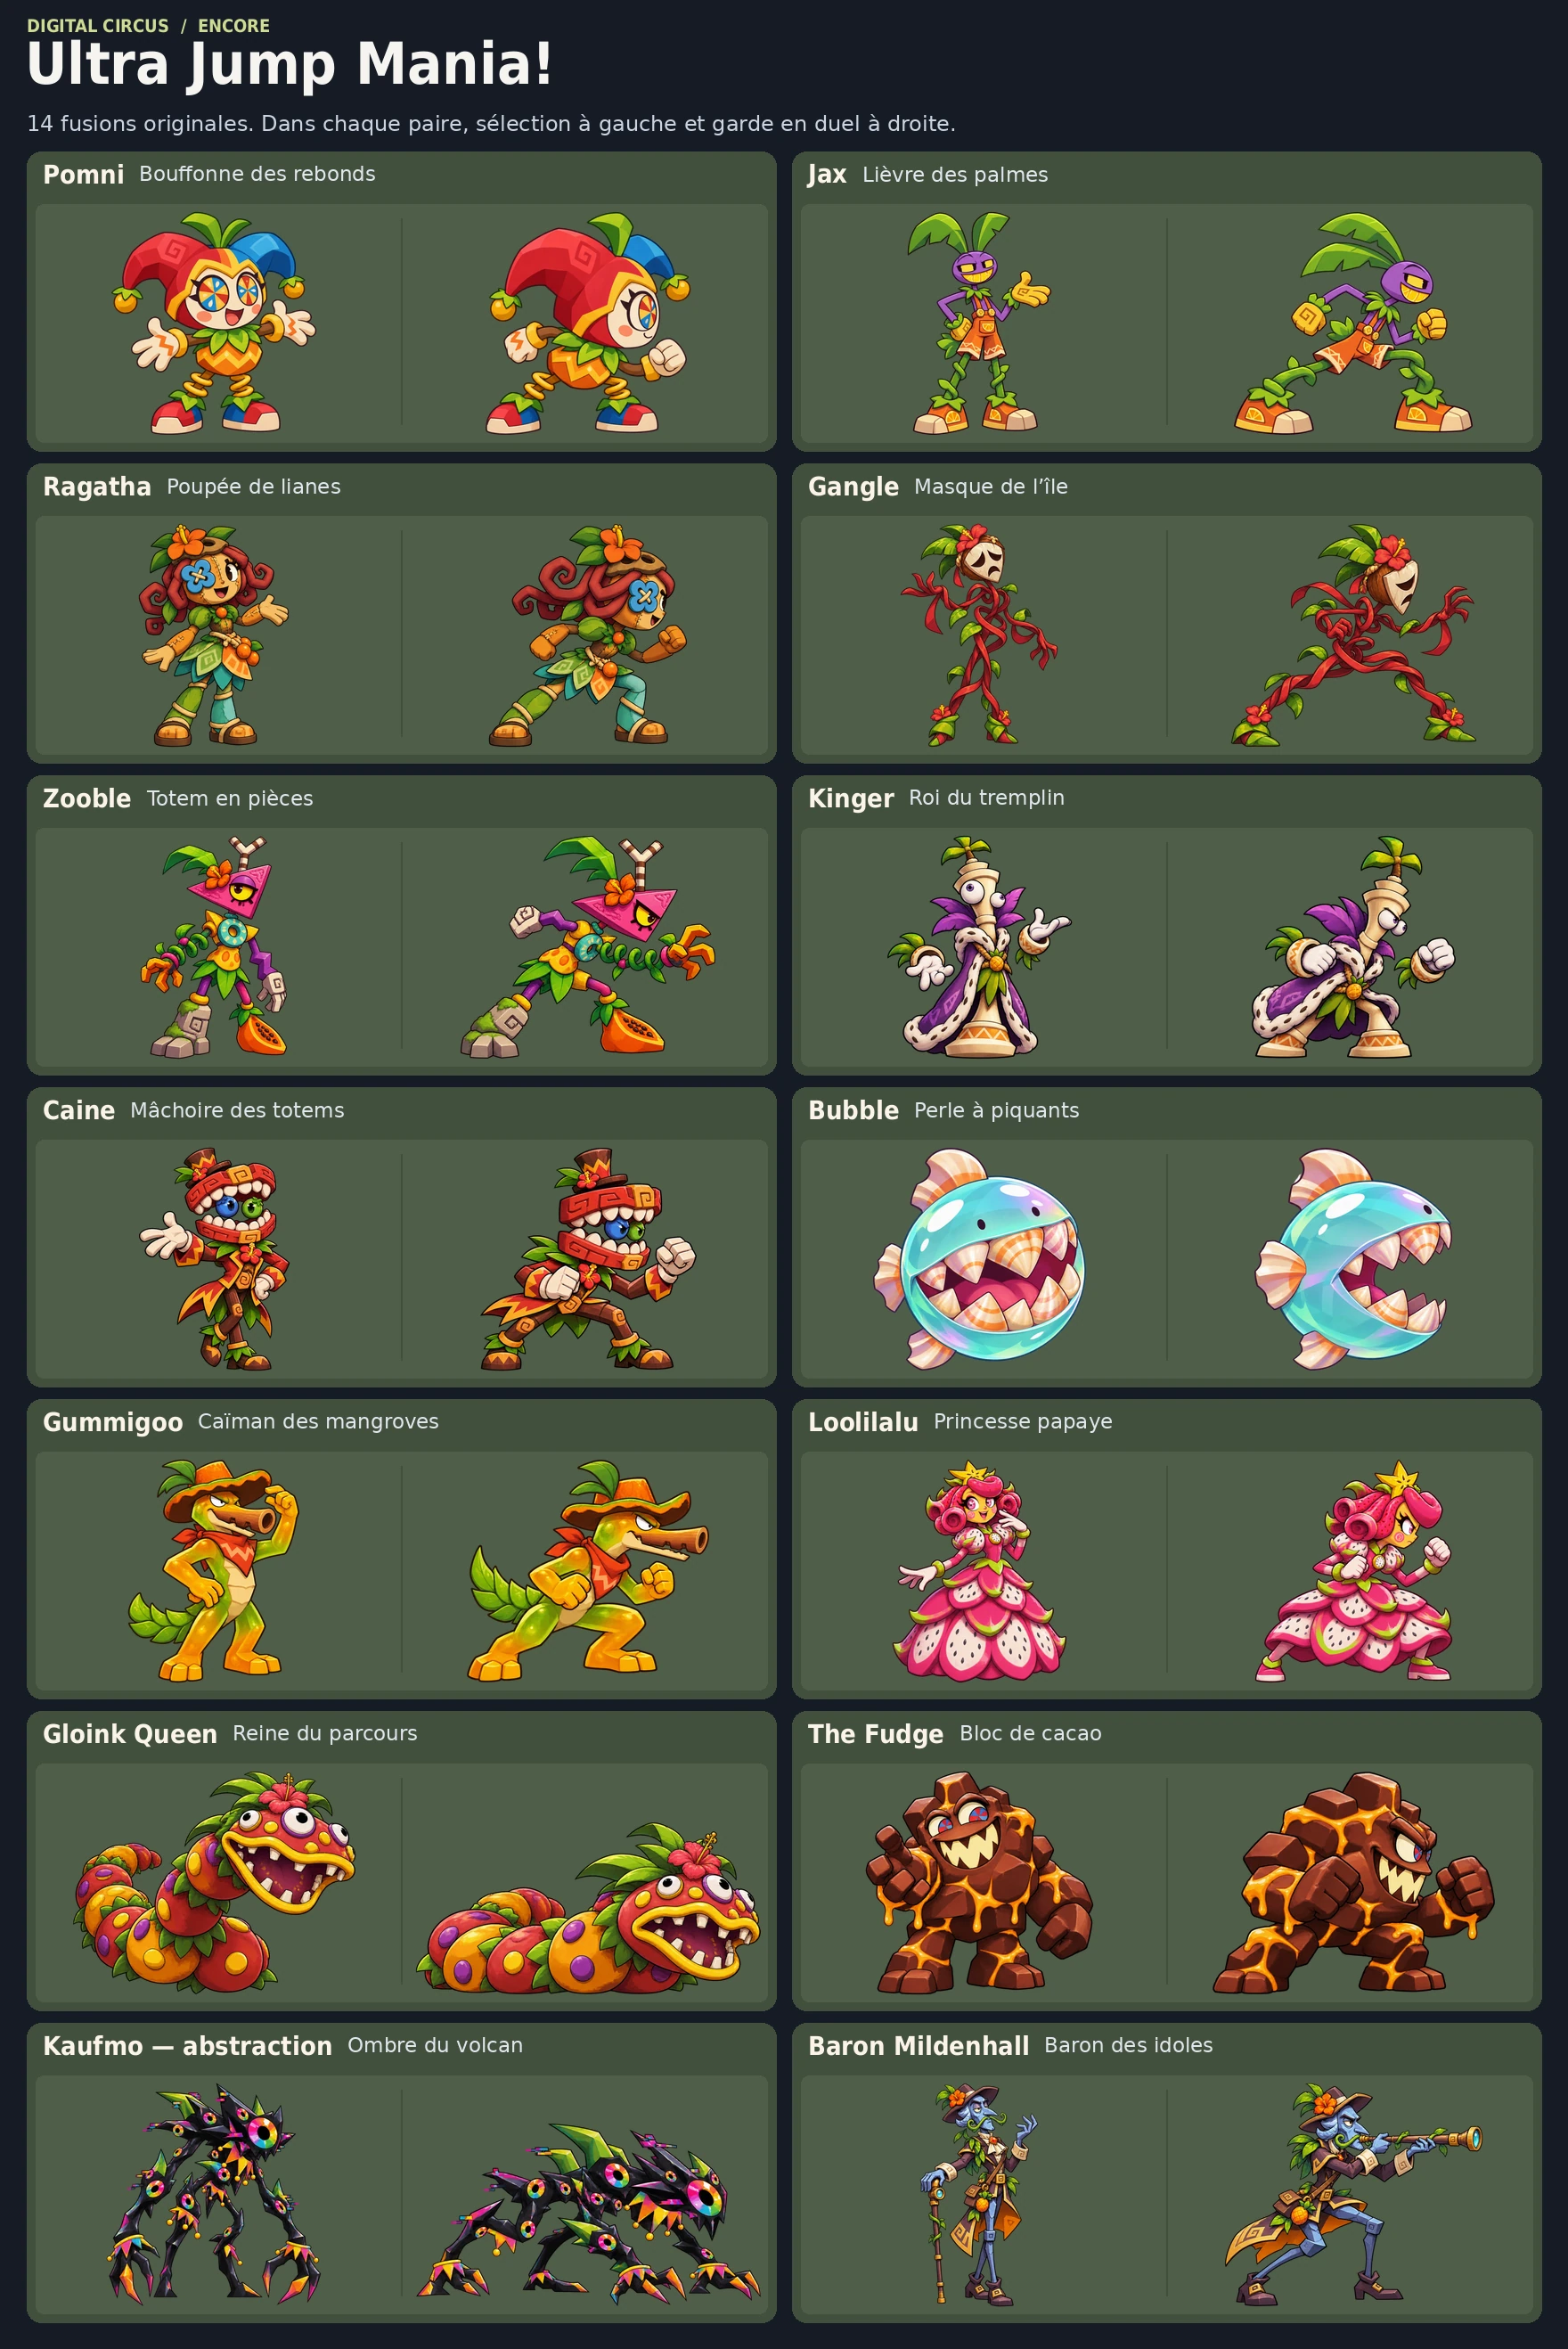 DIGITAL CIRCUS / ENCORE
Ultra Jump Mania!
14 fusions originales. Dans chaque paire, sélection à gauche et garde en duel à droite.
Pomni Bouffonne des rebonds
Jax Lièvre des palmes
Ragatha Poupée de lianes
Gangle Masque de l’île
Zooble Totem en pièces
Kinger Roi du tremplin
Caine Mâchoire des totems
Bubble Perle à piquants
Gummigoo Caïman des mangroves
Loolilalu Princesse papaye
Gloink Queen Reine du parcours
The Fudge Bloc de cacao
Kaufmo — abstraction Ombre du volcan
Baron Mildenhall Baron des idoles